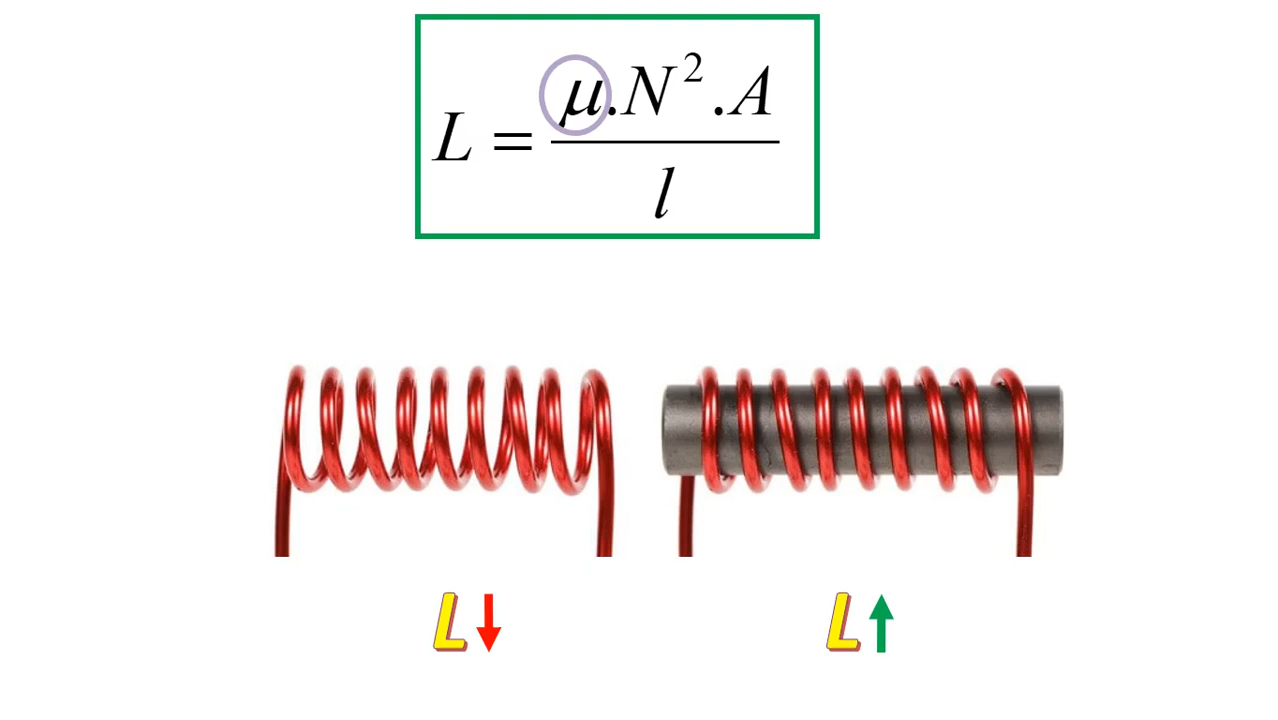 L = μ.N².A / l
L↓ L↑